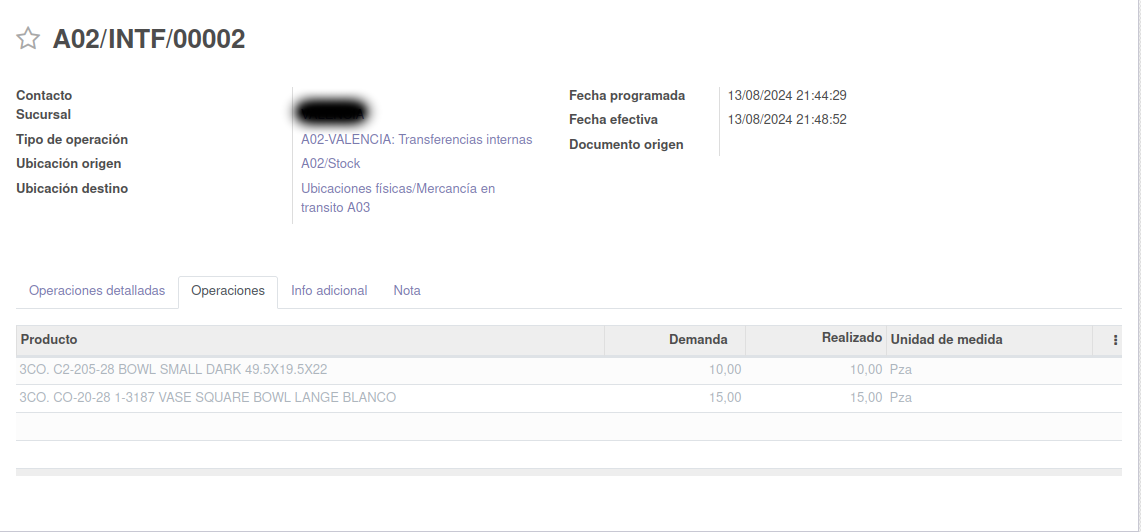 A02/INTF/00002
Contacto
Sucursal
Tipo de operación A02-VALENCIA: Transferencias internas
Ubicación origen A02/Stock
Ubicación destino Ubicaciones físicas/Mercancía en
transito A03
Fecha programada 13/08/2024 21:44:29
Fecha efectiva 13/08/2024 21:48:52
Documento origen
Operaciones detalladas Operaciones Info adicional Nota
Producto Demanda Realizado Unidad de medida
3CO. C2-205-28 BOWL SMALL DARK 49.5X19.5X22 10,00 10,00 Pza
3CO. CO-20-28 1-3187 VASE SQUARE BOWL LANGE BLANCO 15,00 15,00 Pza